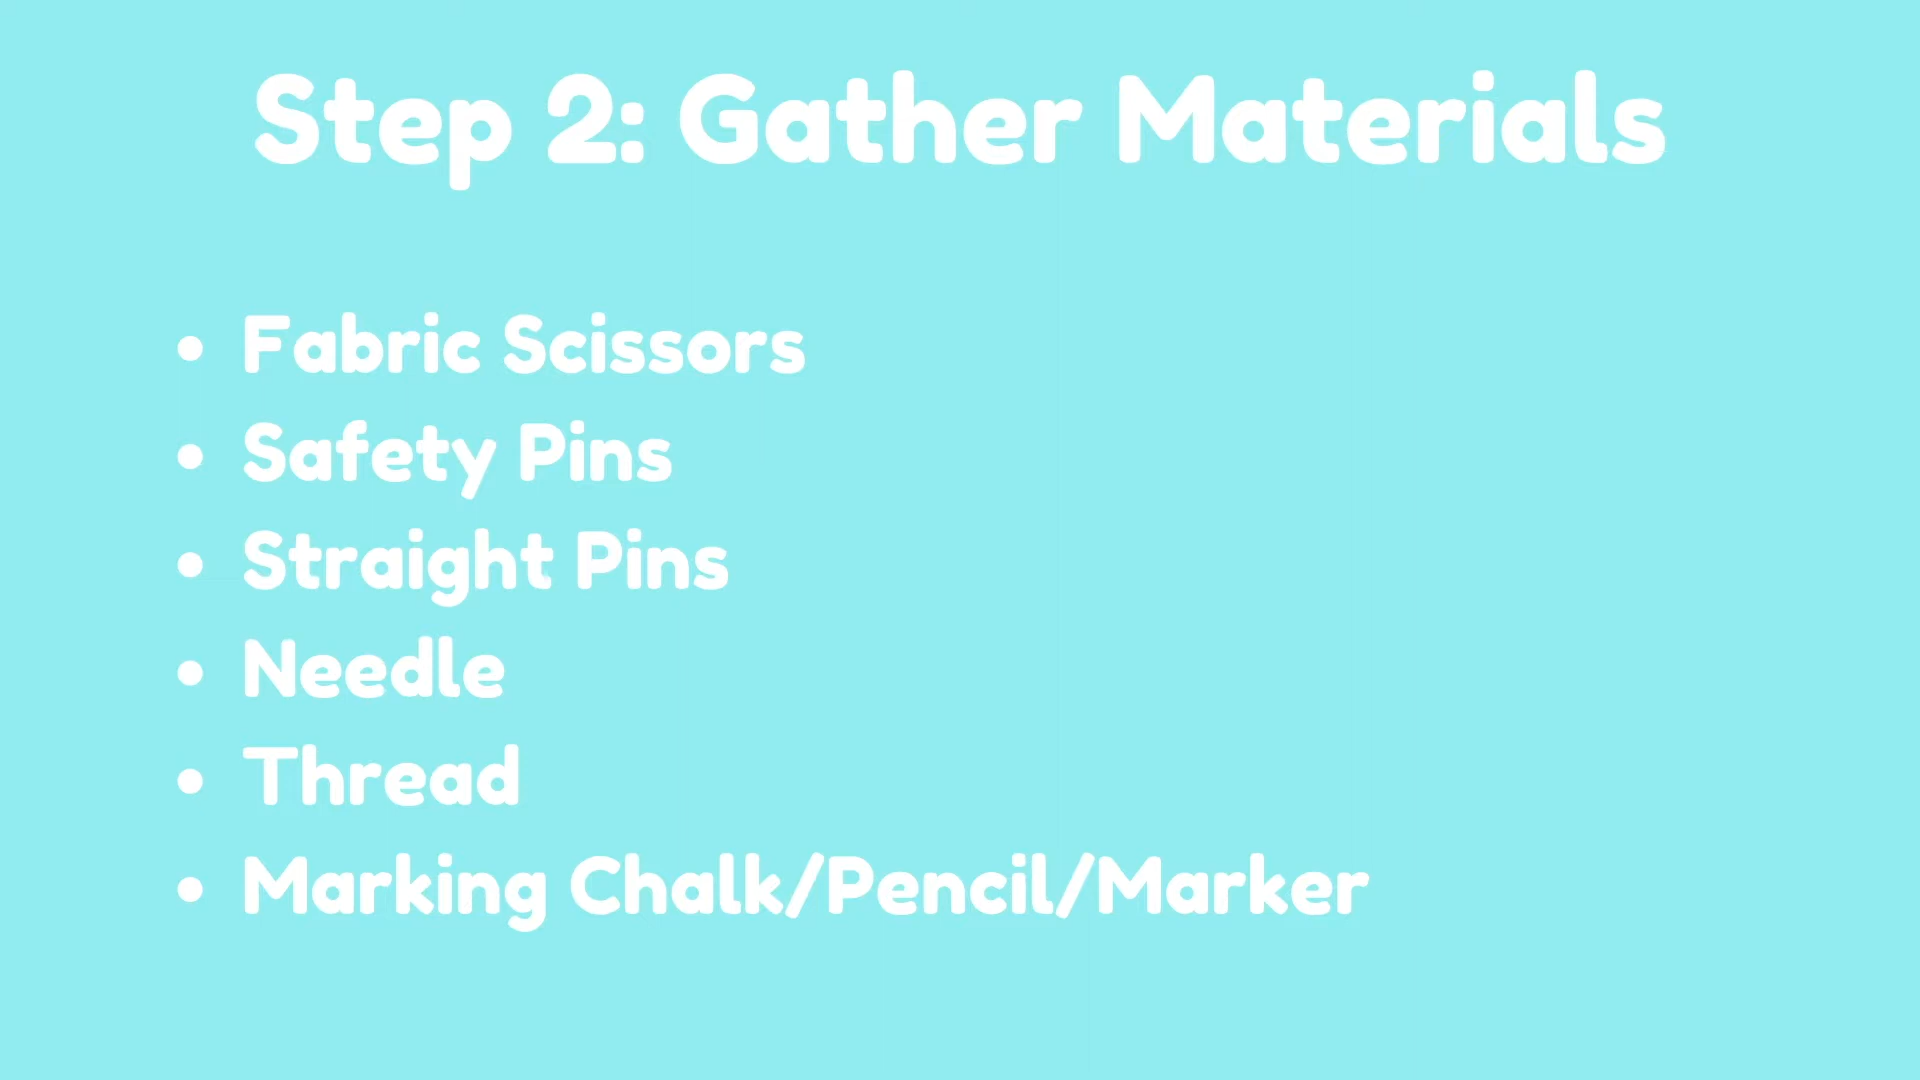 Step 2: Gather Materials
• Fabric Scissors
• Safety Pins
• Straight Pins
• Needle
• Thread
• Marking Chalk/Pencil/Marker